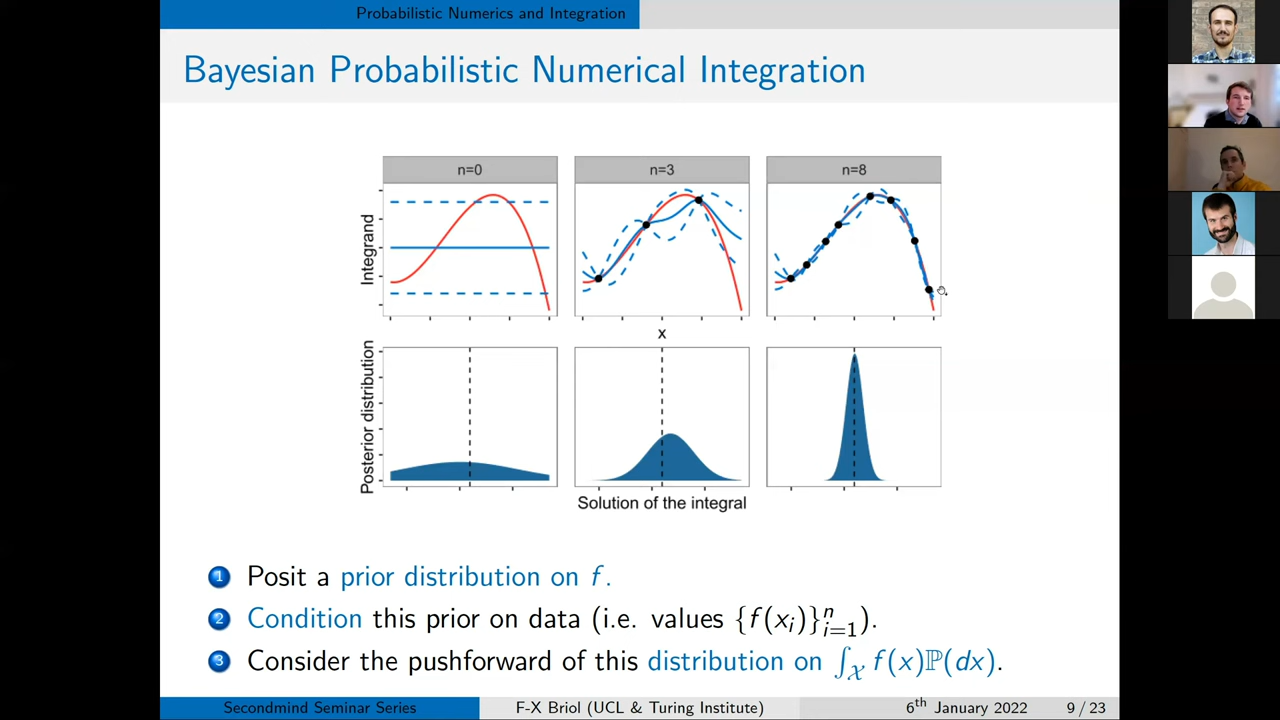 Probabilistic Numerics and Integration
Bayesian Probabilistic Numerical Integration
n=0
n=3
n=8
Integrand
x
Posterior distribution
Solution of the integral
1 Posit a prior distribution on f.
2 Condition this prior on data (i.e. values {f(xᵢ)}ⁿᵢ₌₁).
3 Consider the pushforward of this distribution on ∫_𝒳 f(x)ℙ(dx).
Secondmind Seminar Series F-X Briol (UCL & Turing Institute) 6th January 2022 9 / 23